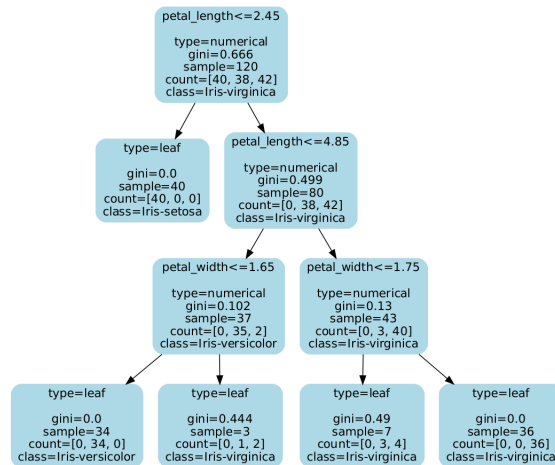 petal_length<=2.45
type=numerical
gini=0.666
sample=120
count=[40, 38, 42]
class=Iris-virginica
type=leaf
gini=0.0
sample=40
count=[40, 0, 0]
class=Iris-setosa
petal_length<=4.85
type=numerical
gini=0.499
sample=80
count=[0, 38, 42]
class=Iris-virginica
petal_width<=1.65
type=numerical
gini=0.102
sample=37
count=[0, 35, 2]
class=Iris-versicolor
petal_width<=1.75
type=numerical
gini=0.13
sample=43
count=[0, 3, 40]
class=Iris-virginica
type=leaf
gini=0.0
sample=34
count=[0, 34, 0]
class=Iris-versicolor
type=leaf
gini=0.444
sample=3
count=[0, 1, 2]
class=Iris-virginica
type=leaf
gini=0.49
sample=7
count=[0, 3, 4]
class=Iris-virginica
type=leaf
gini=0.0
sample=36
count=[0, 0, 36]
class=Iris-virginica